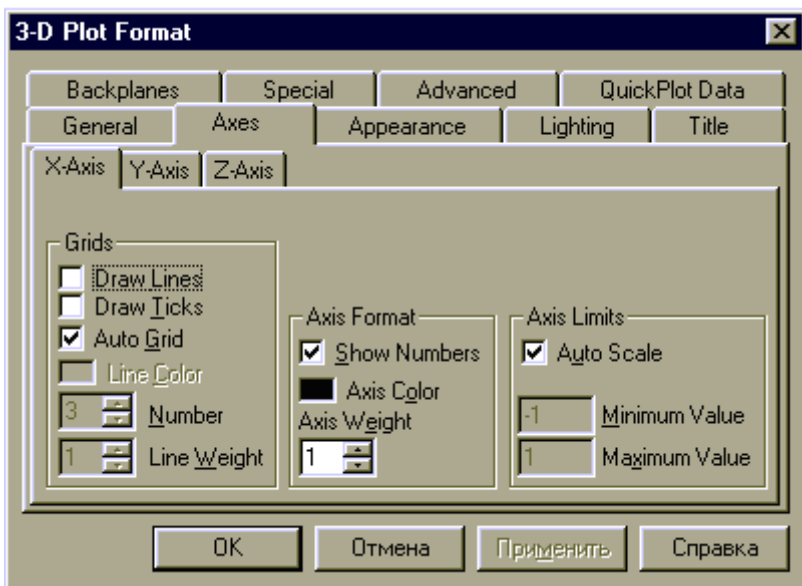 3-D Plot Format
Backplanes Special Advanced QuickPlot Data
General Axes Appearance Lighting Title
X-Axis Y-Axis Z-Axis
Grids
Draw Lines
Draw Ticks
Auto Grid
Line Color
3 Number
1 Line Weight
Axis Format
Show Numbers
Axis Color
Axis Weight
1
Axis Limits
Auto Scale
-1 Minimum Value
1 Maximum Value
OK Отмена Применить Справка